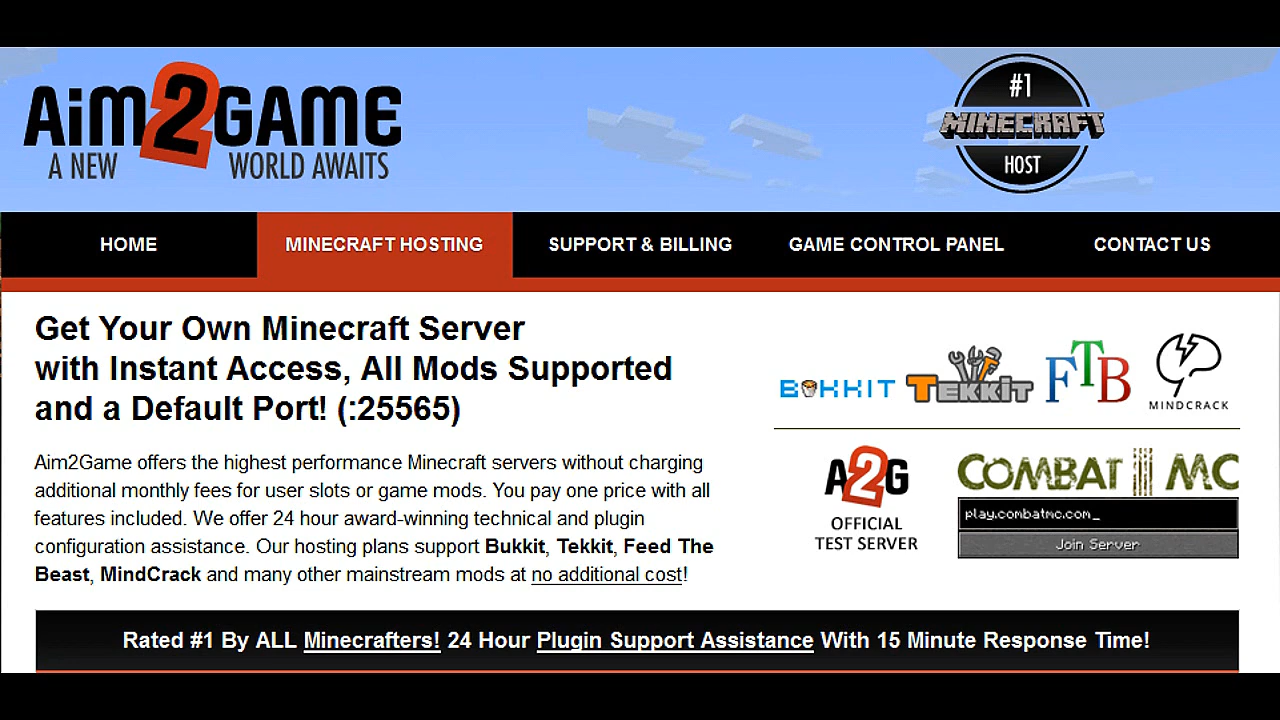 AiM2GAME
A NEW WORLD AWAITS
#1
MINECRAFT
HOST
HOME
MINECRAFT HOSTING
SUPPORT & BILLING
GAME CONTROL PANEL
CONTACT US
Get Your Own Minecraft Server
with Instant Access, All Mods Supported
and a Default Port! (:25565)
Aim2Game offers the highest performance Minecraft servers without charging
additional monthly fees for user slots or game mods. You pay one price with all
features included. We offer 24 hour award-winning technical and plugin
configuration assistance. Our hosting plans support Bukkit, Tekkit, Feed The
Beast, MindCrack and many other mainstream mods at no additional cost!
BUKKIT
TEKKIT
FTB
MINDCRACK
A2G
OFFICIAL
TEST SERVER
COMBAT MC
play.combatmc.com_
Join Server
Rated #1 By ALL Minecrafters! 24 Hour Plugin Support Assistance With 15 Minute Response Time!